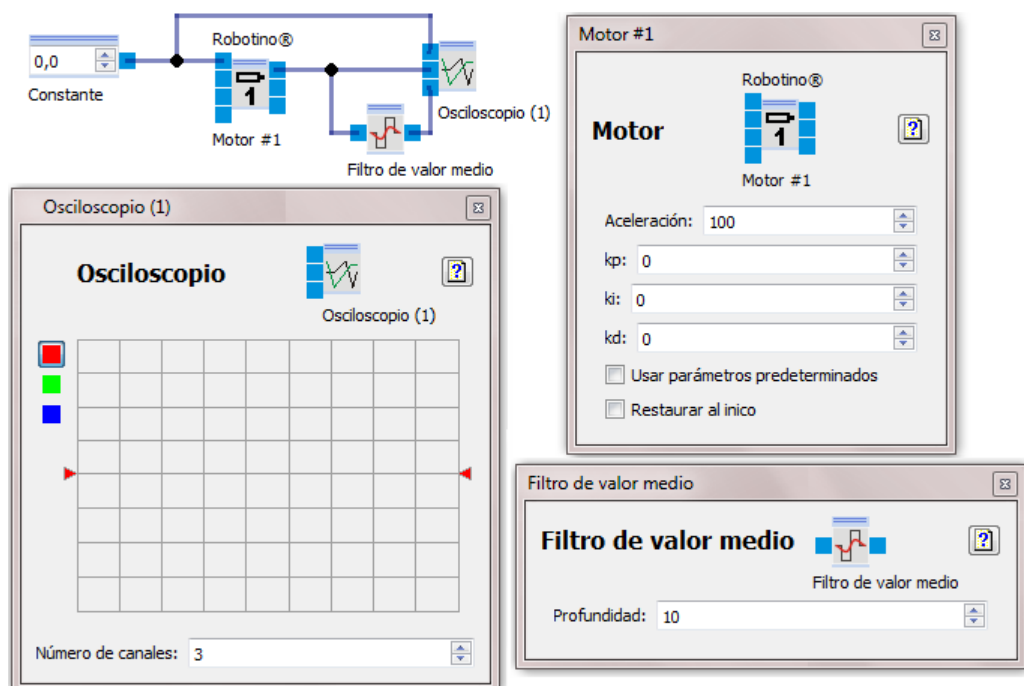 Robotino®
0,0
Constante
1
Motor #1
Osciloscopio (1)
Filtro de valor medio
Osciloscopio (1)
Osciloscopio
?
Osciloscopio (1)
Número de canales: 3
Motor #1
Robotino®
Motor
1
?
Motor #1
Aceleración: 100
kp: 0
ki: 0
kd: 0
Usar parámetros predeterminados
Restaurar al inico
Filtro de valor medio
Filtro de valor medio
?
Filtro de valor medio
Profundidad: 10